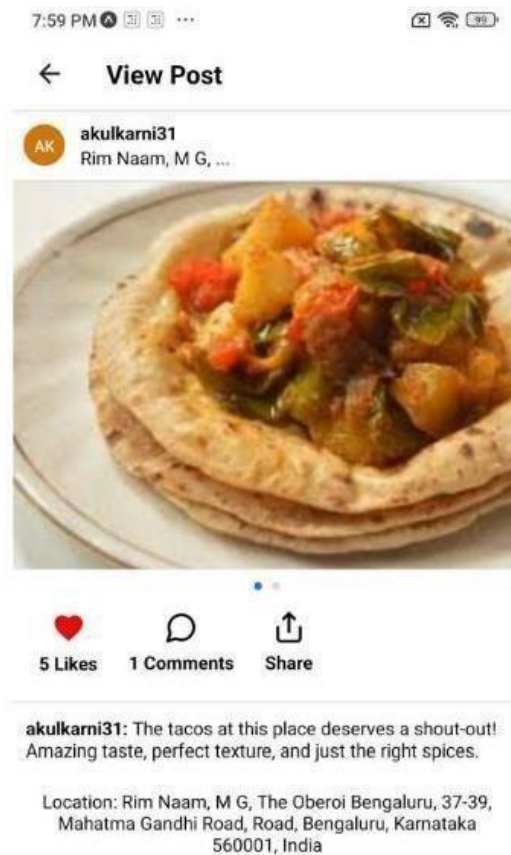 7:59 PM
99
View Post
AK
akulkarni31
Rim Naam, M G, ...
5 Likes
1 Comments
Share
akulkarni31: The tacos at this place deserves a shout-out!
Amazing taste, perfect texture, and just the right spices.
Location: Rim Naam, M G, The Oberoi Bengaluru, 37-39,
Mahatma Gandhi Road, Road, Bengaluru, Karnataka
560001, India